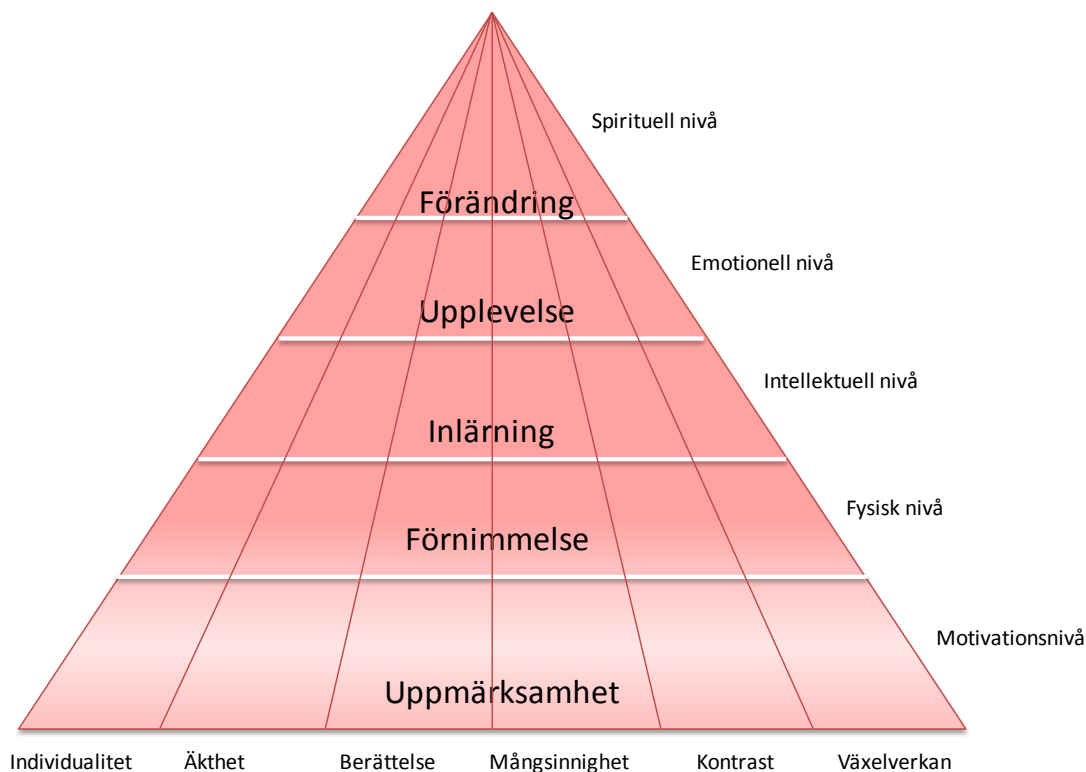 Spirituell nivå
Förändring
Emotionell nivå
Upplevelse
Intellektuell nivå
Inlärning
Fysisk nivå
Förnimmelse
Motivationsnivå
Uppmärksamhet
Individualitet Äkthet Berättelse Mångsinnighet Kontrast Växelverkan